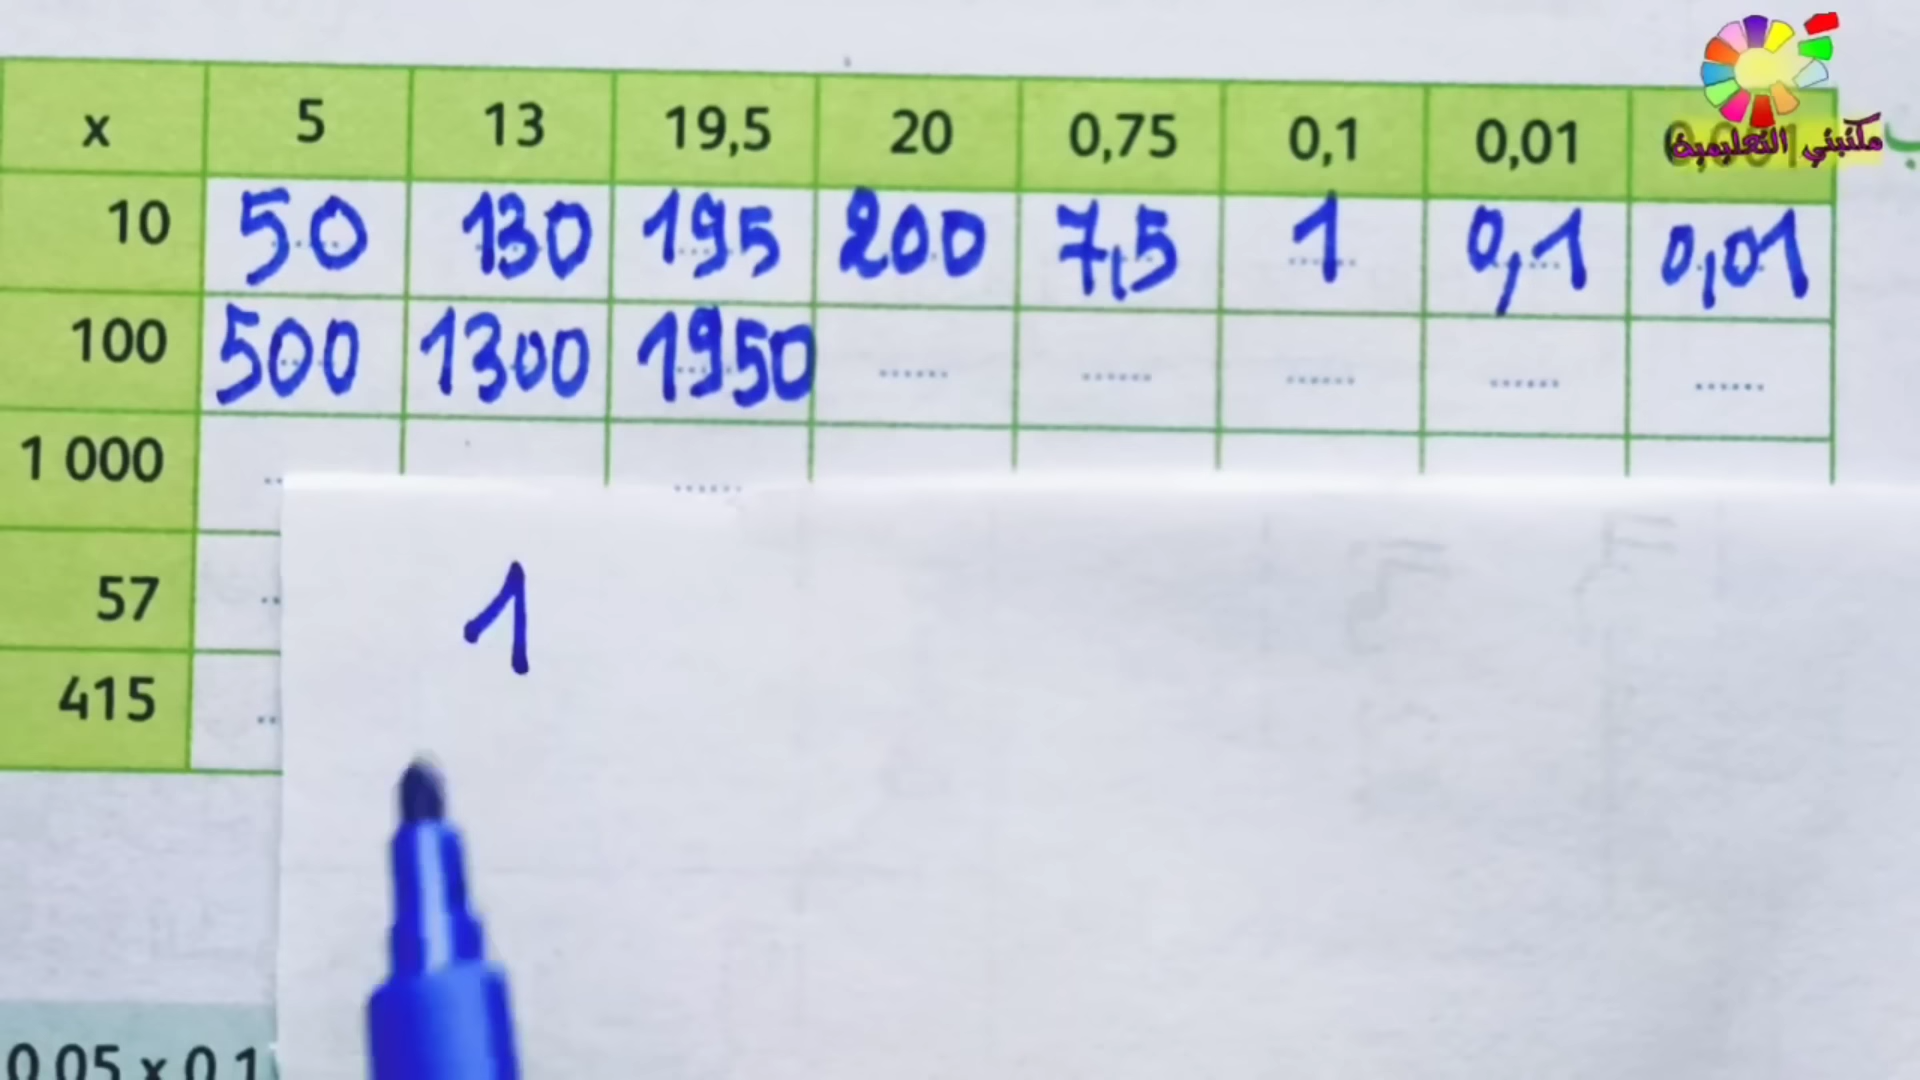 مكتبتي التعليمية
x 5 13 19,5 20 0,75 0,1 0,01
10 50 130 195 200 7,5 1 0,1 0,01
100 500 1300 1950 ...... ...... ...... ...... ......
1 000
57
415
1
0,05 x 0,1